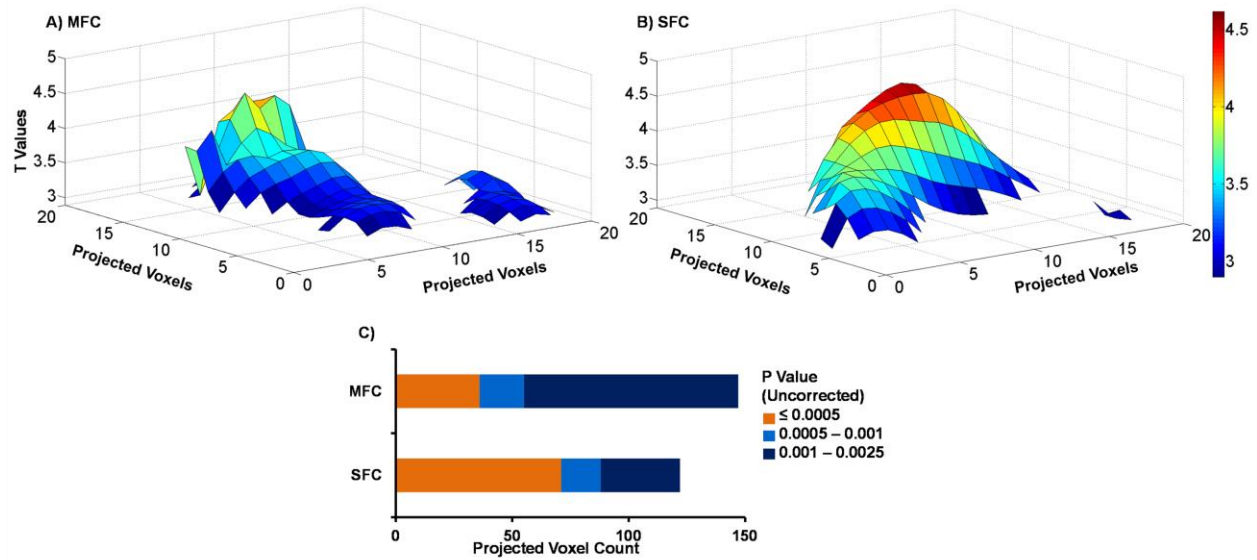 A) MFC
5
4.5
4
3.5
3
T Values
20
15
10
5
0
Projected Voxels
0
5
10
15
20
Projected Voxels
B) SFC
5
4.5
4
3.5
3
20
15
10
5
0
Projected Voxels
0
5
10
15
20
Projected Voxels
4.5
4
3.5
3
C)
MFC
SFC
0
50
100
150
Projected Voxel Count
P Value
(Uncorrected)
≤ 0.0005
0.0005 – 0.001
0.001 – 0.0025